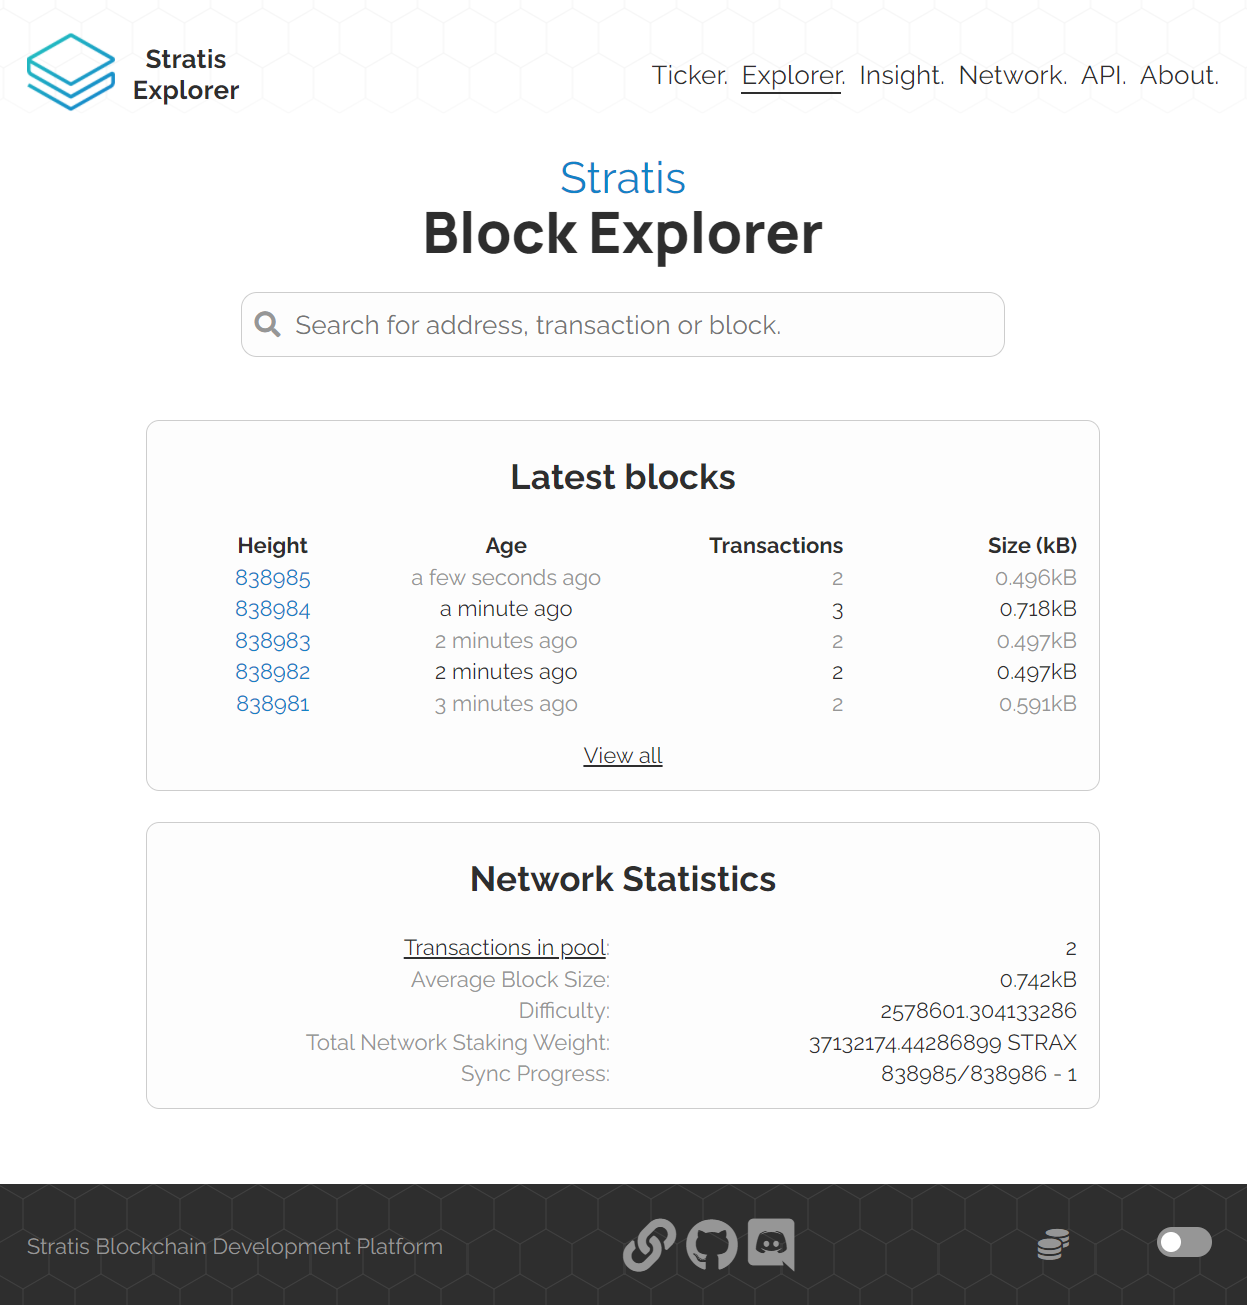 Stratis
Explorer
Ticker. Explorer. Insight. Network. API. About.
Stratis
Block Explorer
Search for address, transaction or block.
Latest blocks
Height Age Transactions Size (kB)
838985 a few seconds ago 2 0.496kB
838984 a minute ago 3 0.718kB
838983 2 minutes ago 2 0.497kB
838982 2 minutes ago 2 0.497kB
838981 3 minutes ago 2 0.591kB
View all
Network Statistics
Transactions in pool: 2
Average Block Size: 0.742kB
Difficulty: 2578601.304133286
Total Network Staking Weight: 37132174.44286899 STRAX
Sync Progress: 838985/838986 - 1
Stratis Blockchain Development Platform